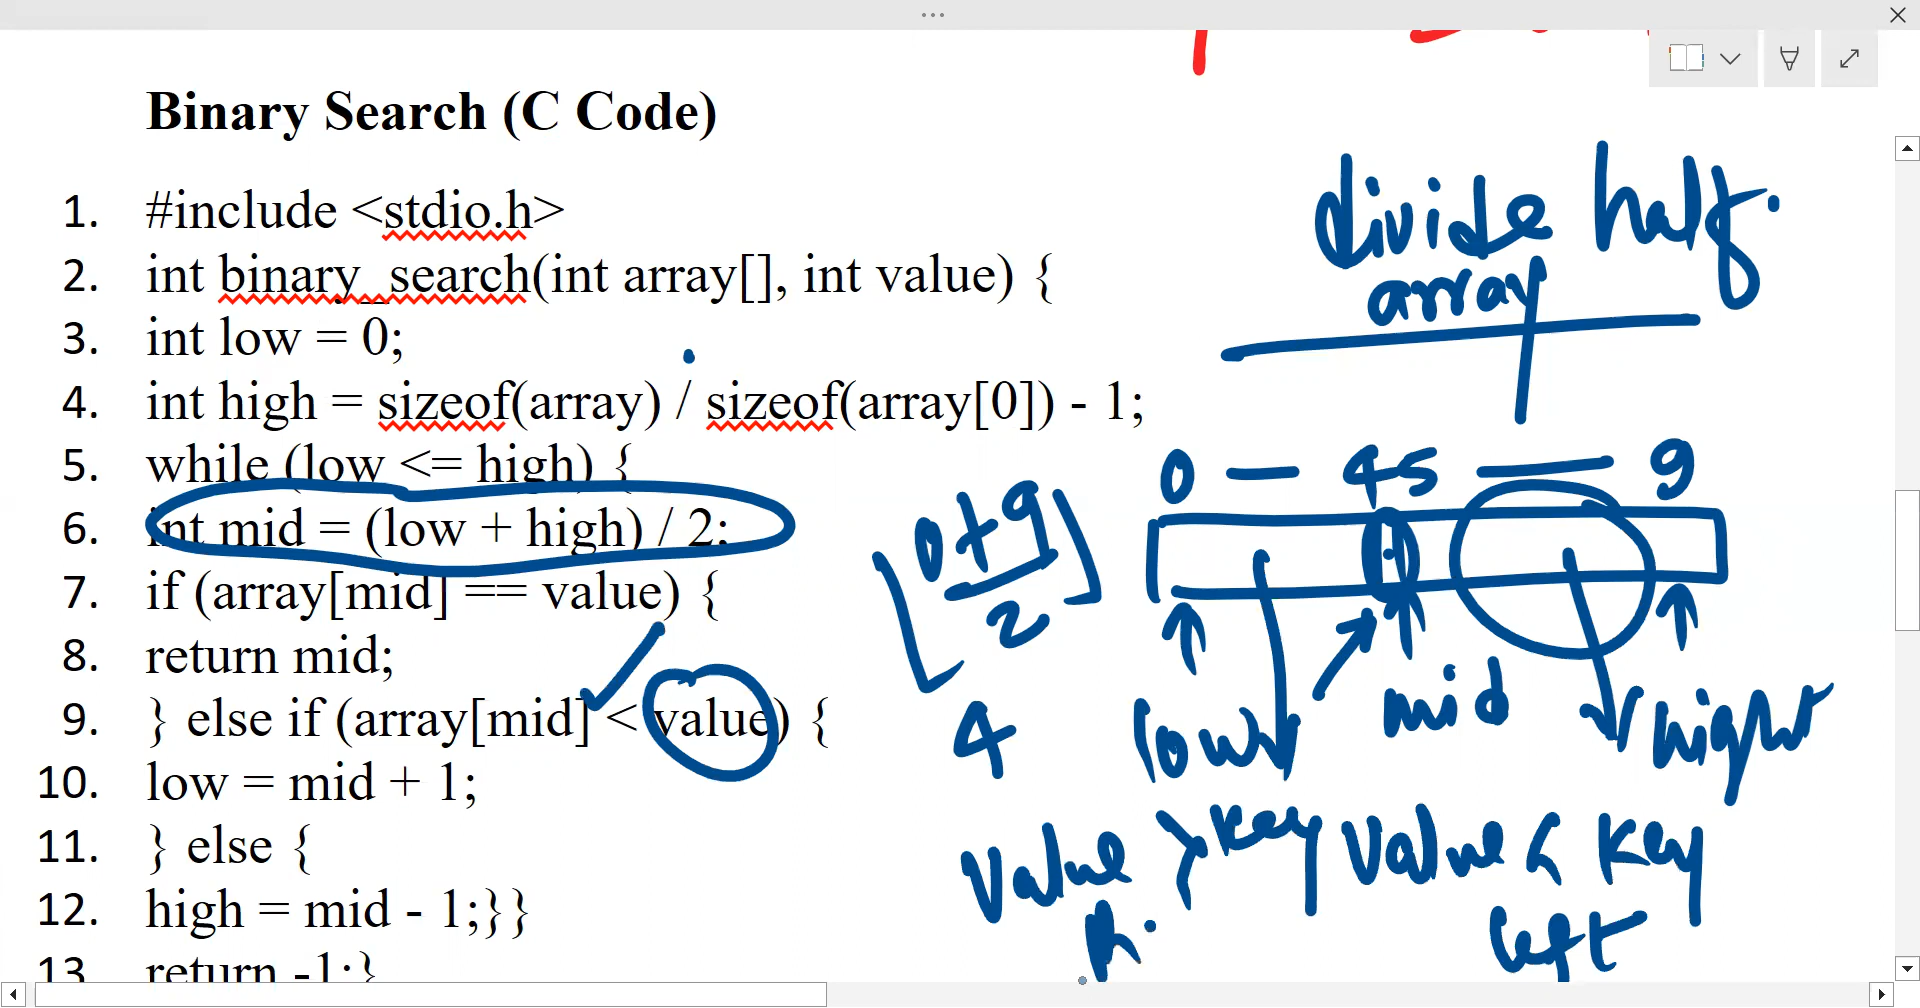 Binary Search (C Code)
1. #include <stdio.h>
2. int binary_search(int array[], int value) {
3. int low = 0;
4. int high = sizeof(array) / sizeof(array[0]) - 1;
5. while (low <= high) {
6. int mid = (low + high) / 2;
7. if (array[mid] == value) {
8. return mid;
9. } else if (array[mid] < value) {
10. low = mid + 1;
11. } else {
12. high = mid - 1;}}
13. return -1;}
divide half.
array
0 — 45 — 9
0+9
2
4
low mid high
value > key value < key
R. left